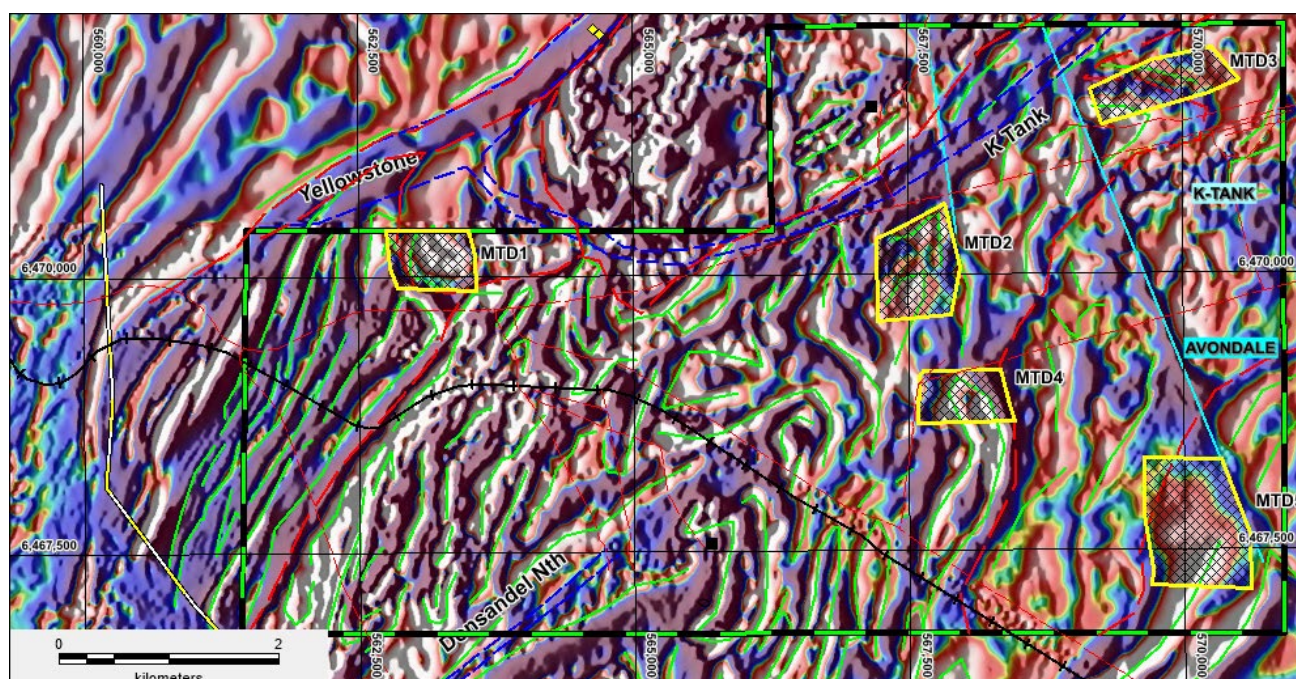 560,000
562,500
565,000
567,500
570,000
MTD3
K Tank
Yellowstone
K-TANK
MTD1
MTD2
6,470,000
6,470,000
AVONDALE
MTD4
MTD5
6,467,500
6,467,500
Densandel Nth
562,500
565,000
567,500
570,000
0
2
kilometers